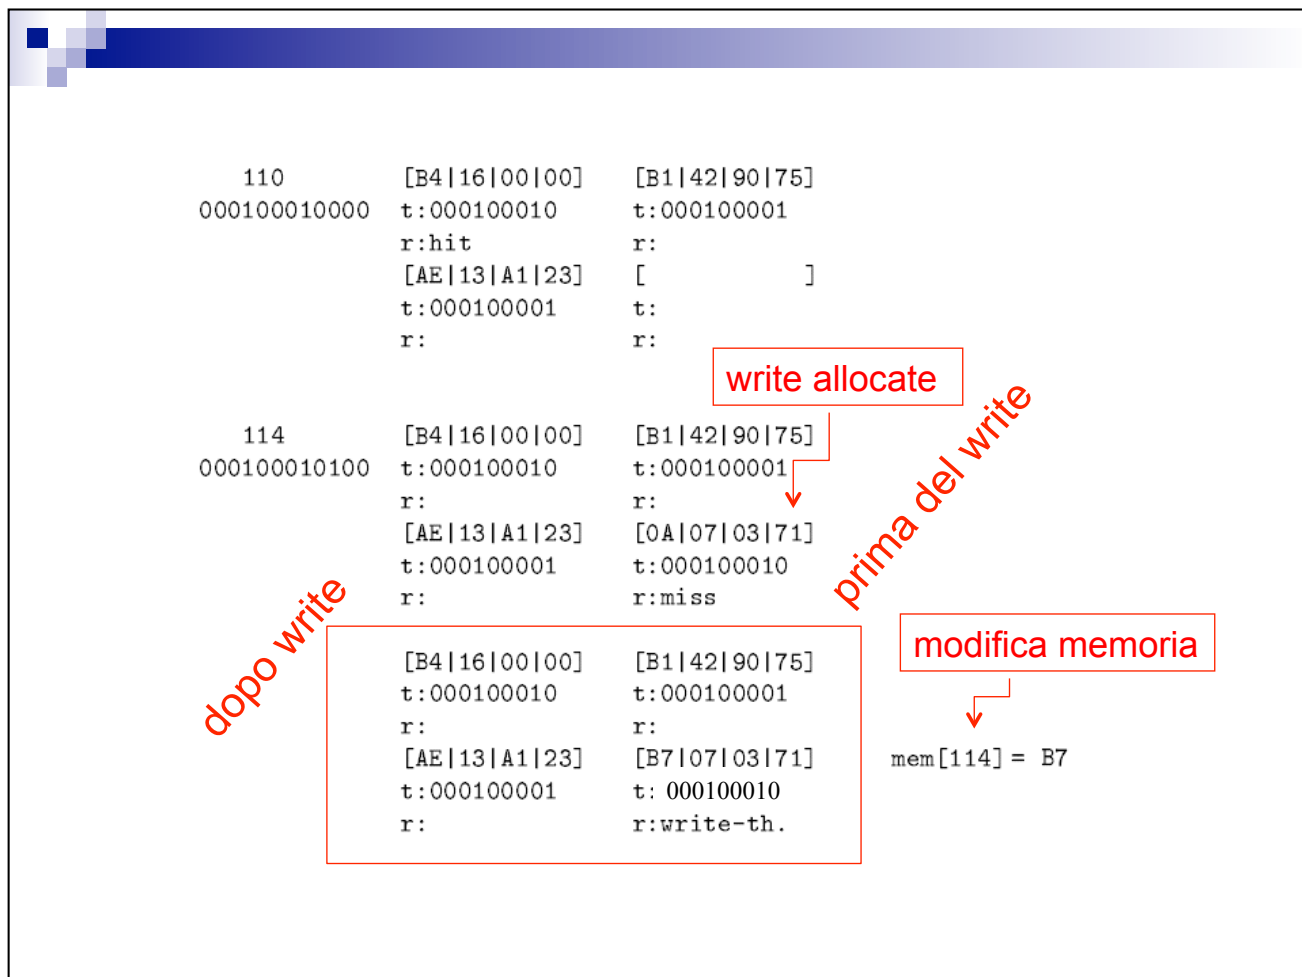 110 [B4|16|00|00] [B1|42|90|75]
000100010000 t:000100010 t:000100001
r:hit r:
[AE|13|A1|23] [ ]
t:000100001 t:
r: r:
write allocate
prima del write
114 [B4|16|00|00] [B1|42|90|75]
000100010100 t:000100010 t:000100001
r: r:
[AE|13|A1|23] [0A|07|03|71]
t:000100001 t:000100010
r: r:miss
dopo write
modifica memoria
[B4|16|00|00] [B1|42|90|75]
t:000100010 t:000100001
r: r:
[AE|13|A1|23] [B7|07|03|71] mem[114] = B7
t:000100001 t: 000100010
r: r:write-th.